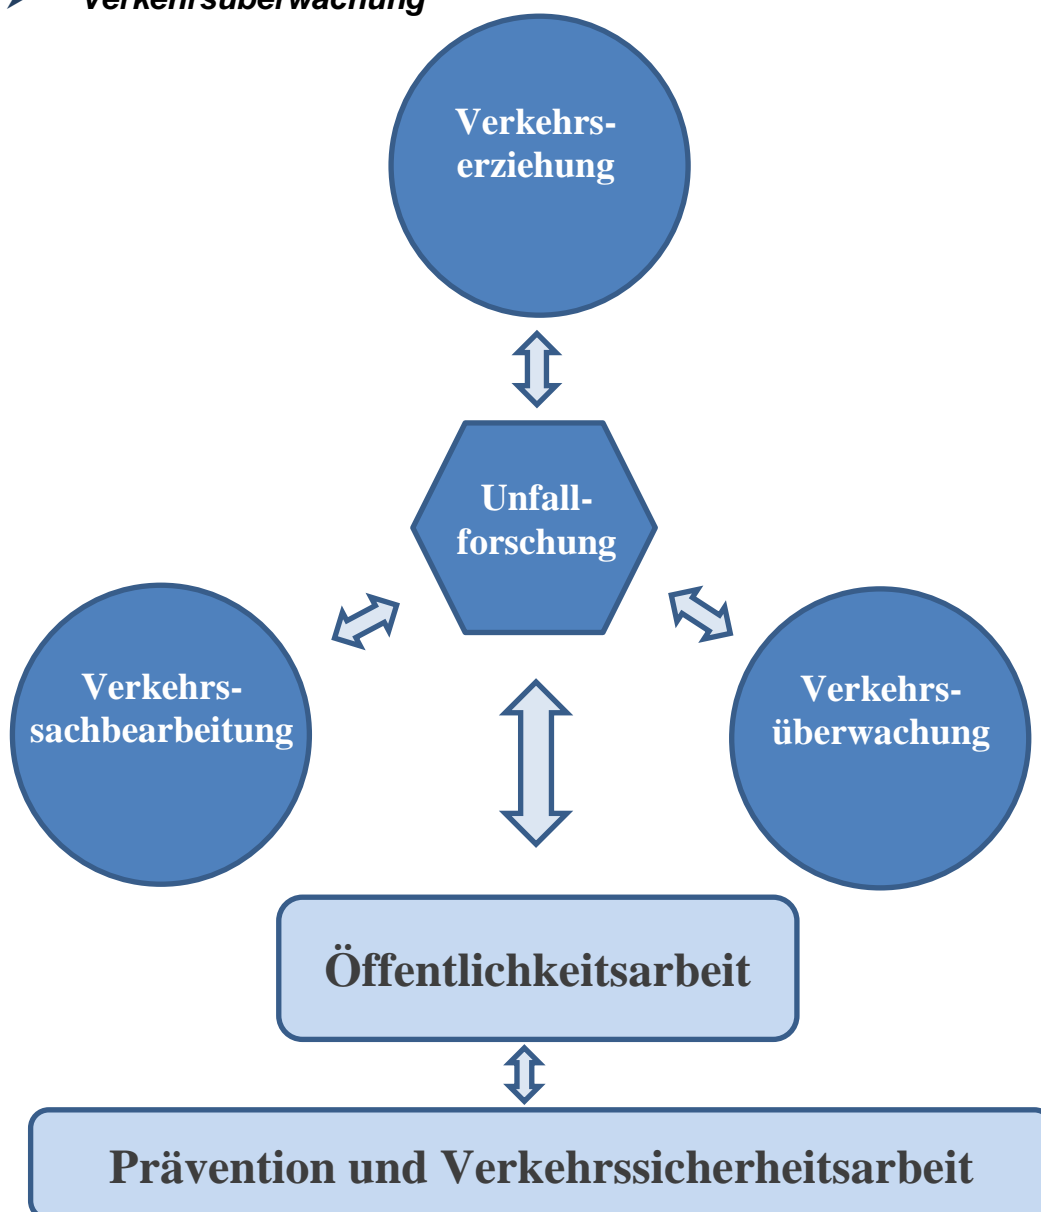 Verkehrsüberwachung
Verkehrs-
erziehung
Unfall-
forschung
Verkehrs-
sachbearbeitung
Verkehrs-
überwachung
Öffentlichkeitsarbeit
Prävention und Verkehrssicherheitsarbeit